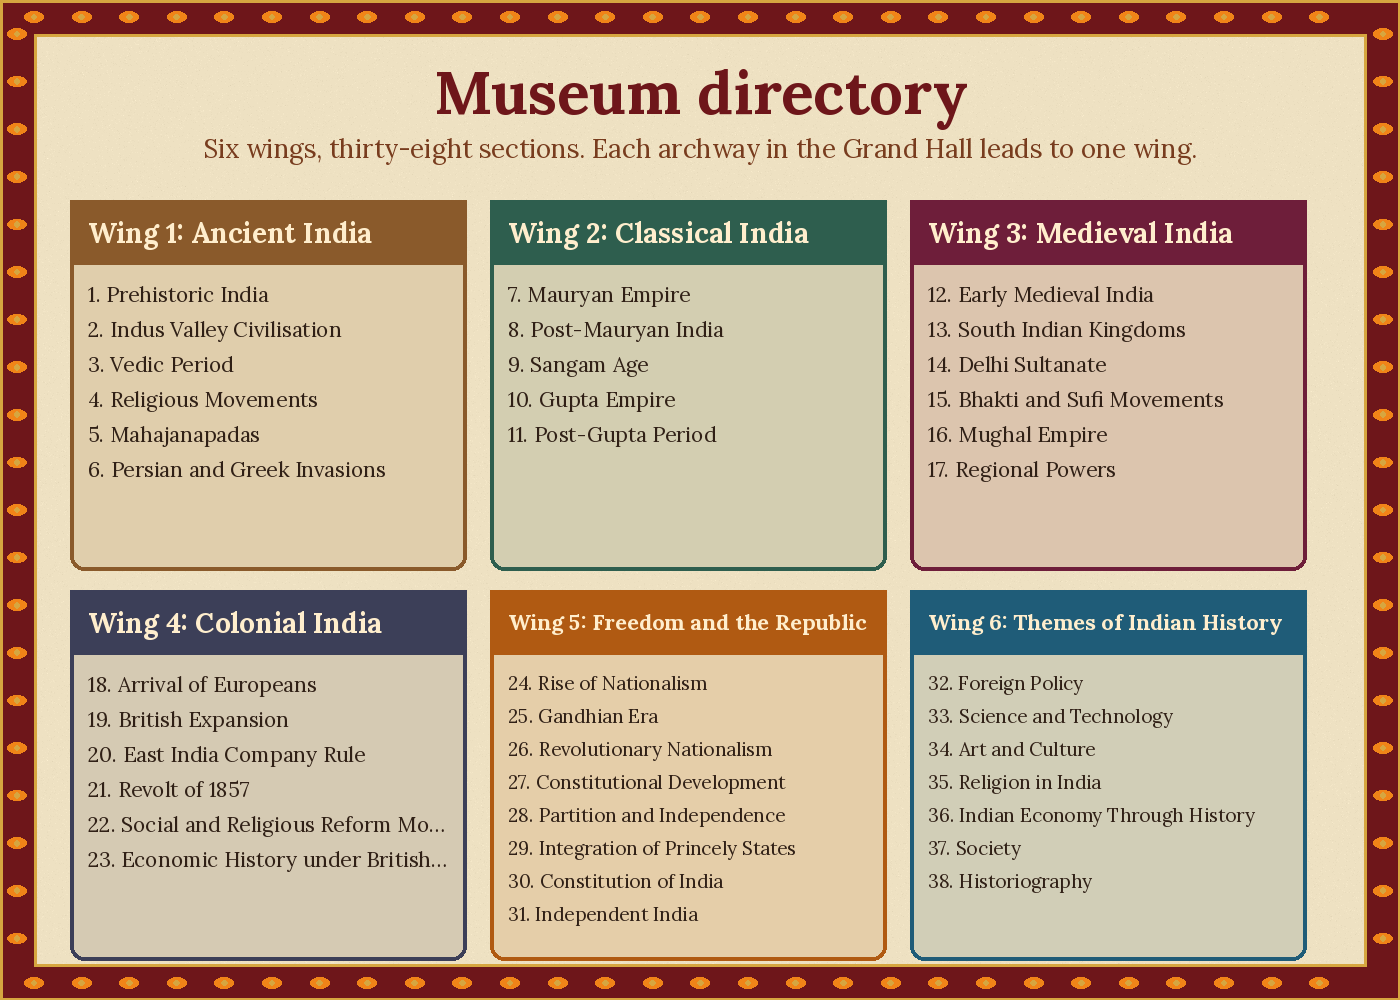 Museum directory
Six wings, thirty-eight sections. Each archway in the Grand Hall leads to one wing.
Wing 1: Ancient India
1. Prehistoric India
2. Indus Valley Civilisation
3. Vedic Period
4. Religious Movements
5. Mahajanapadas
6. Persian and Greek Invasions
Wing 2: Classical India
7. Mauryan Empire
8. Post-Mauryan India
9. Sangam Age
10. Gupta Empire
11. Post-Gupta Period
Wing 3: Medieval India
12. Early Medieval India
13. South Indian Kingdoms
14. Delhi Sultanate
15. Bhakti and Sufi Movements
16. Mughal Empire
17. Regional Powers
Wing 4: Colonial India
18. Arrival of Europeans
19. British Expansion
20. East India Company Rule
21. Revolt of 1857
22. Social and Religious Reform Mo...
23. Economic History under British...
Wing 5: Freedom and the Republic
24. Rise of Nationalism
25. Gandhian Era
26. Revolutionary Nationalism
27. Constitutional Development
28. Partition and Independence
29. Integration of Princely States
30. Constitution of India
31. Independent India
Wing 6: Themes of Indian History
32. Foreign Policy
33. Science and Technology
34. Art and Culture
35. Religion in India
36. Indian Economy Through History
37. Society
38. Historiography